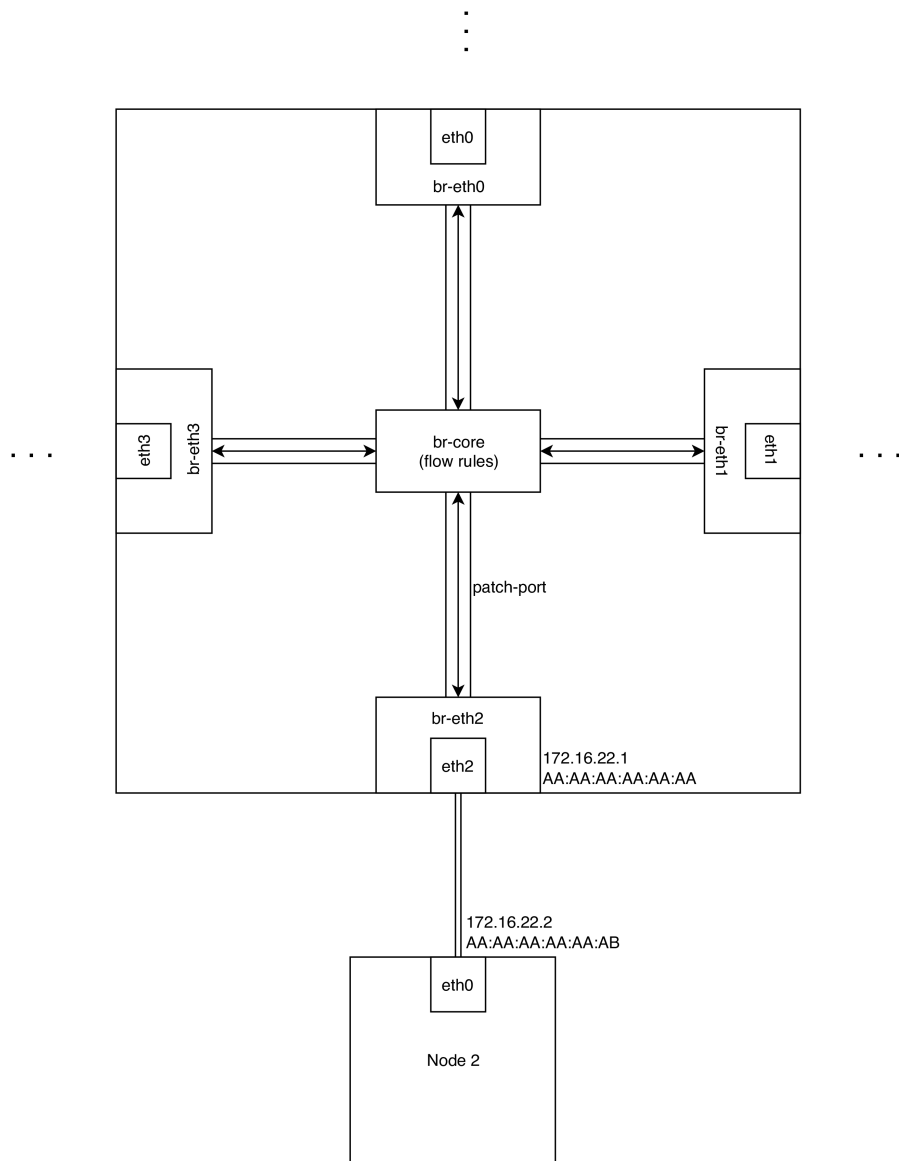 eth0
br-eth0
eth3
br-eth3
br-core
(flow rules)
br-eth1
eth1
patch-port
br-eth2
eth2
172.16.22.1
AA:AA:AA:AA:AA:AA
172.16.22.2
AA:AA:AA:AA:AA:AB
eth0
Node 2